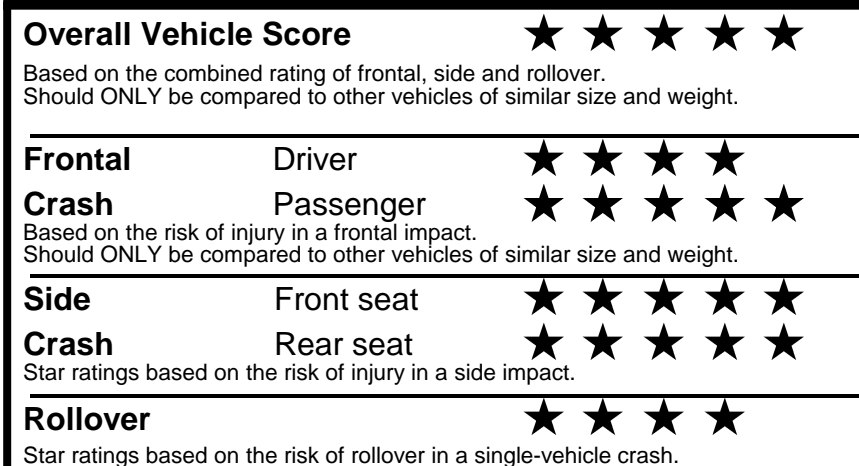 Overall Vehicle Score ★ ★ ★ ★ ★
Based on the combined rating of frontal, side and rollover.
Should ONLY be compared to other vehicles of similar size and weight.
Frontal Driver ★ ★ ★ ★
Crash Passenger ★ ★ ★ ★ ★
Based on the risk of injury in a frontal impact.
Should ONLY be compared to other vehicles of similar size and weight.
Side Front seat ★ ★ ★ ★ ★
Crash Rear seat ★ ★ ★ ★ ★
Star ratings based on the risk of injury in a side impact.
Rollover ★ ★ ★ ★
Star ratings based on the risk of rollover in a single-vehicle crash.